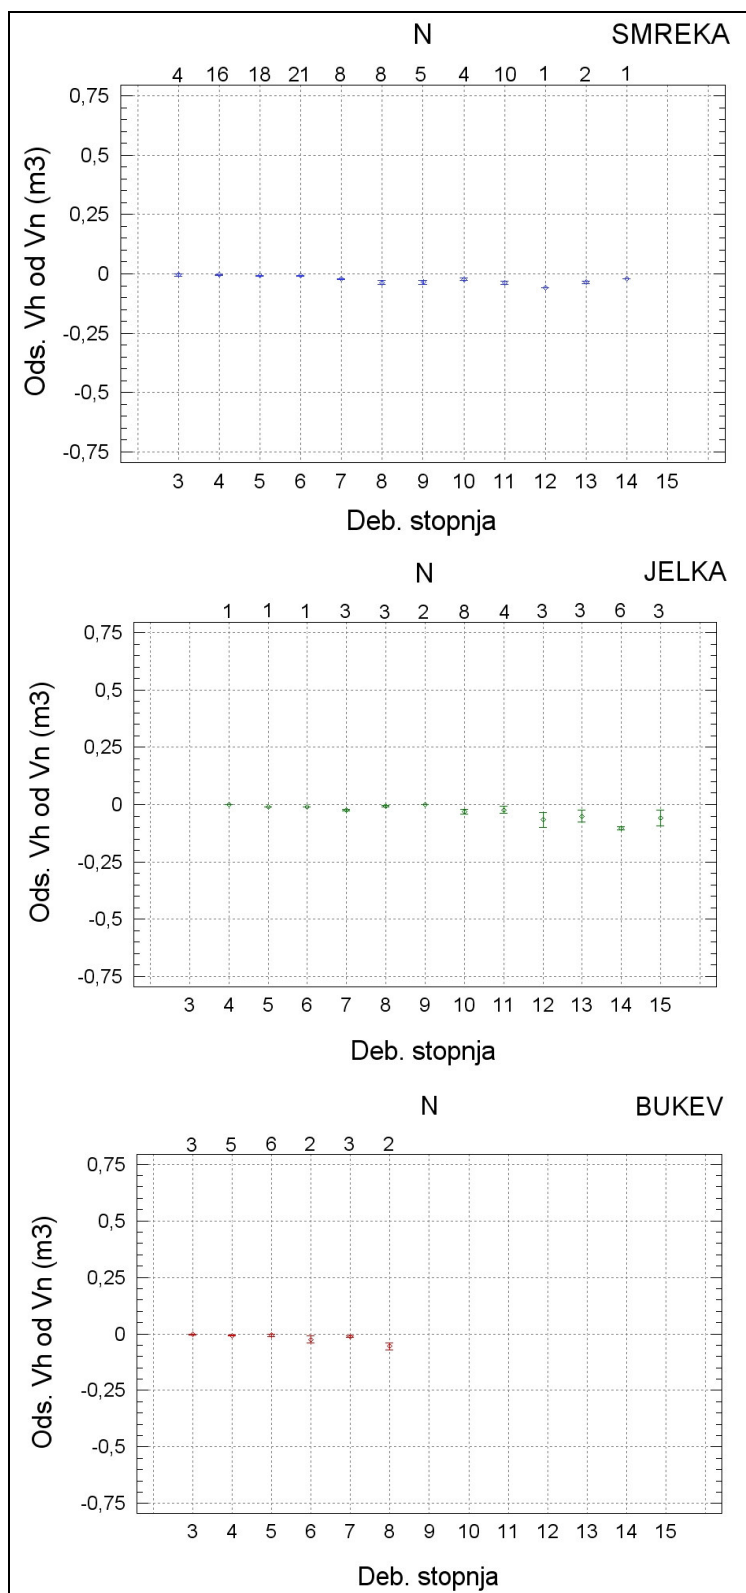 N SMREKA
4 16 18 21 8 8 5 4 10 1 2 1
0,75
0,5
0,25
0
-0,25
-0,5
-0,75
Ods. Vh od Vn (m3)
3 4 5 6 7 8 9 10 11 12 13 14 15
Deb. stopnja
N JELKA
1 1 1 3 3 2 8 4 3 3 6 3
0,75
0,5
0,25
0
-0,25
-0,5
-0,75
Ods. Vh od Vn (m3)
3 4 5 6 7 8 9 10 11 12 13 14 15
Deb. stopnja
N BUKEV
3 5 6 2 3 2
0,75
0,5
0,25
0
-0,25
-0,5
-0,75
Ods. Vh od Vn (m3)
3 4 5 6 7 8 9 10 11 12 13 14 15
Deb. stopnja